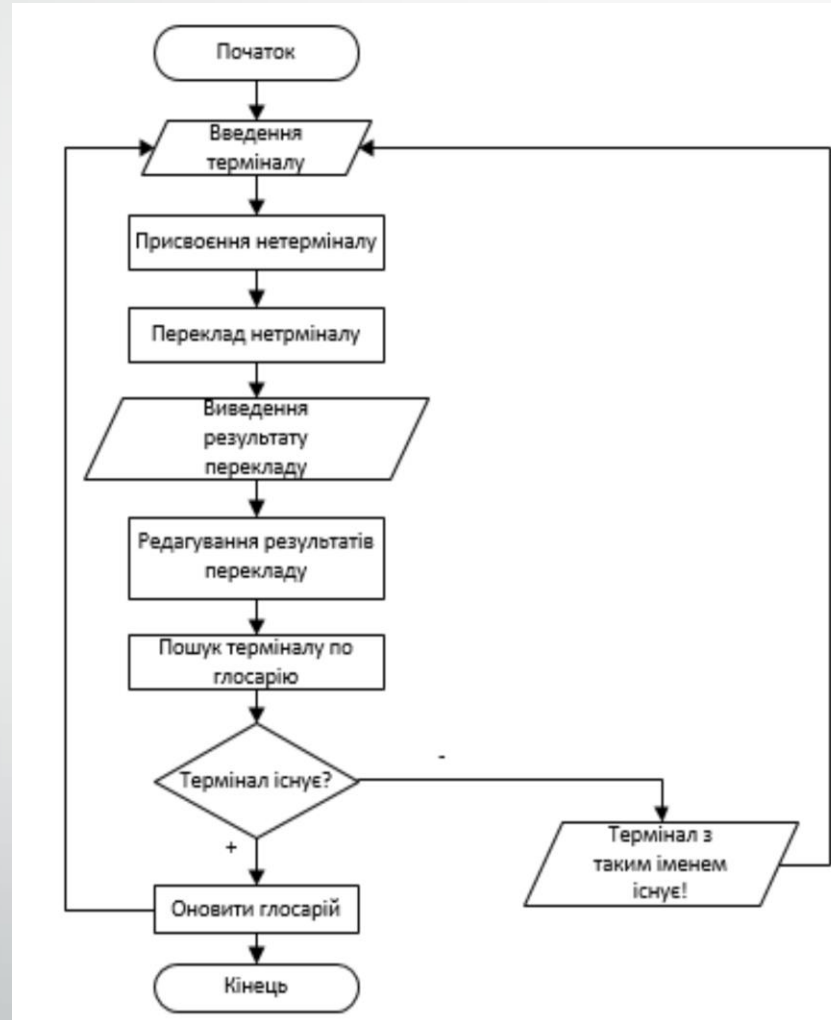 Початок
Введення
терміналу
Присвоєння нетерміналу
Переклад нетрміналу
Виведення
результату
перекладу
Редагування результатів
перекладу
Пошук терміналу по
глосарію
Термінал існує?
-
+
Термінал з
таким іменем
існує!
Оновити глосарій
Кінець